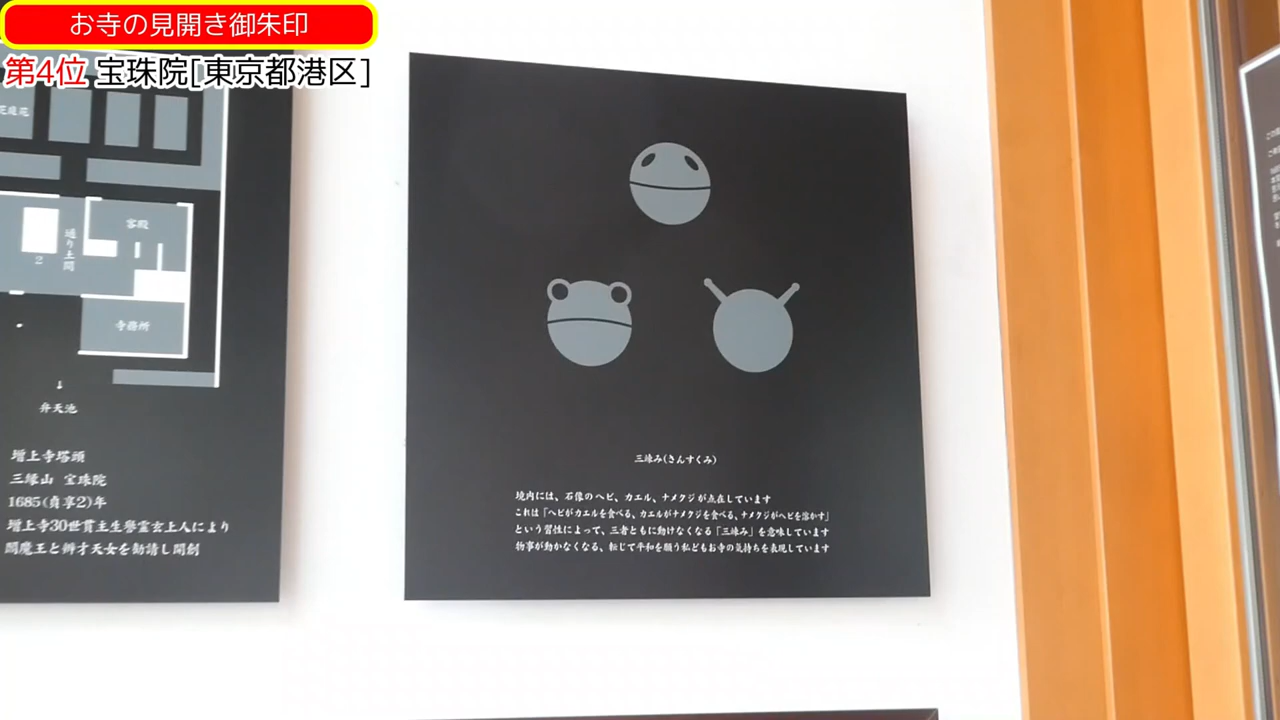 お寺の見開き御朱印
第4位 宝珠院[東京都港区]
客殿
通り土間
2
寺務所
↓
弁天池
増上寺塔頭
三縁山 宝珠院
1685(貞享2)年
増上寺30世貫主生譽霊玄上人により
閻魔王と辨才天女を勧請し開創
三竦み(さんすくみ)
境内には、石像のヘビ、カエル、ナメクジが点在しています
これは「ヘビがカエルを食べる、カエルがナメクジを食べる、ナメクジがヘビを溶かす」
という習性によって、三者ともに動けなくなる「三竦み」を意味しています
物事が動かなくなる、転じて平和を願う私どもお寺の気持ちを表現しています